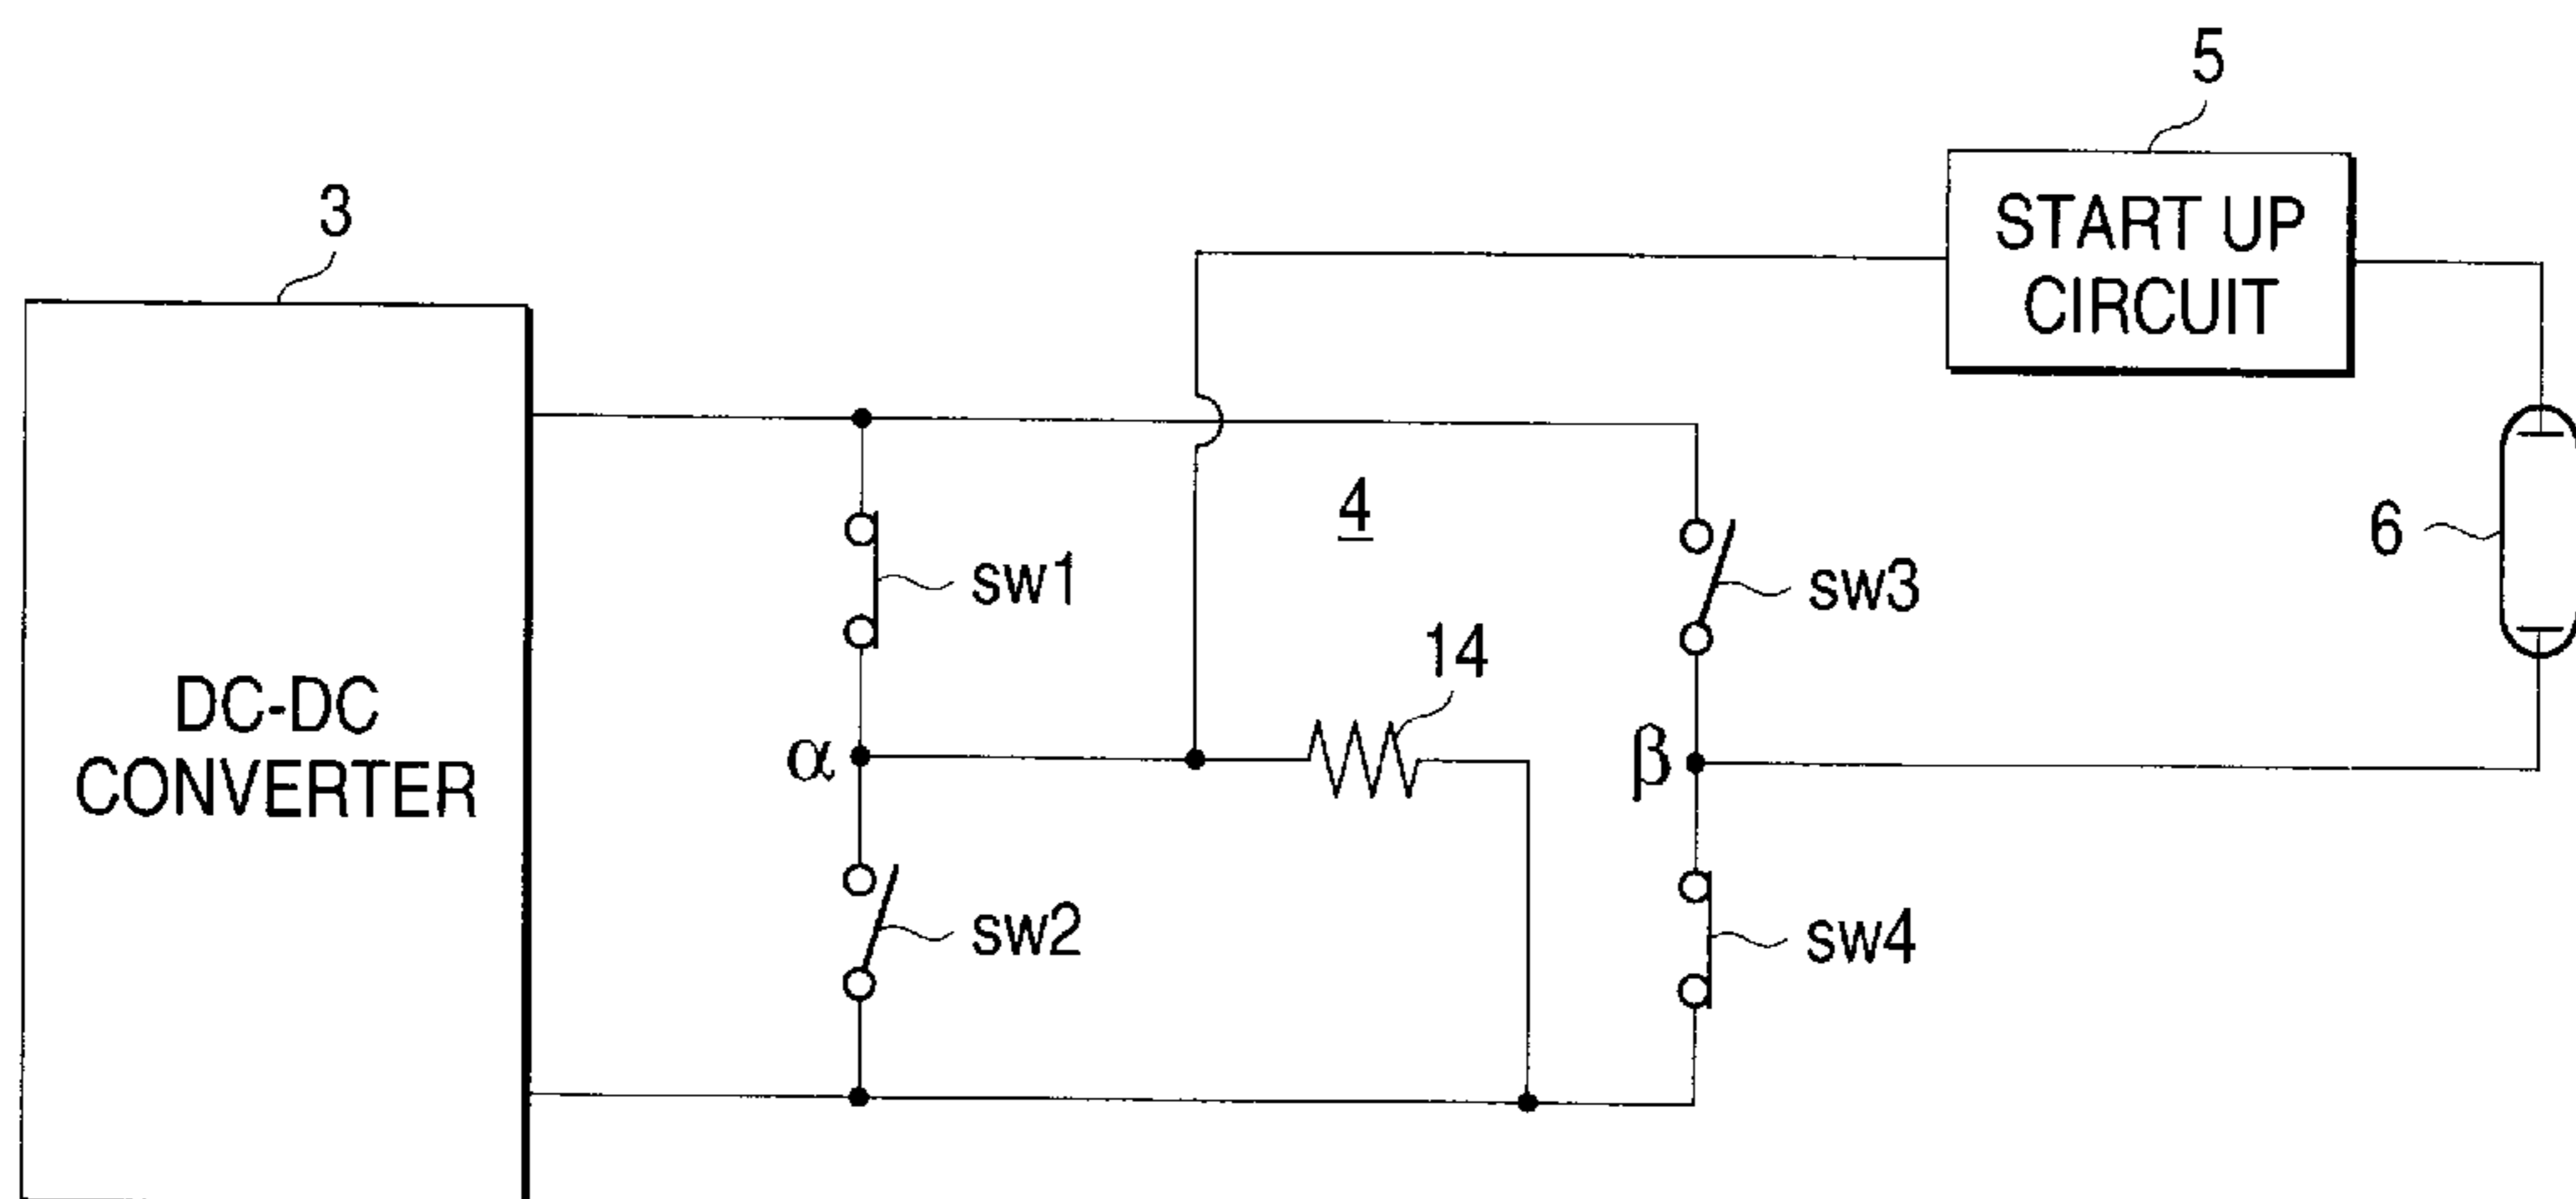 5
START UP
CIRCUIT
3
4
6
sw1
sw3
14
DC-DC
CONVERTER
α
β
sw2
sw4